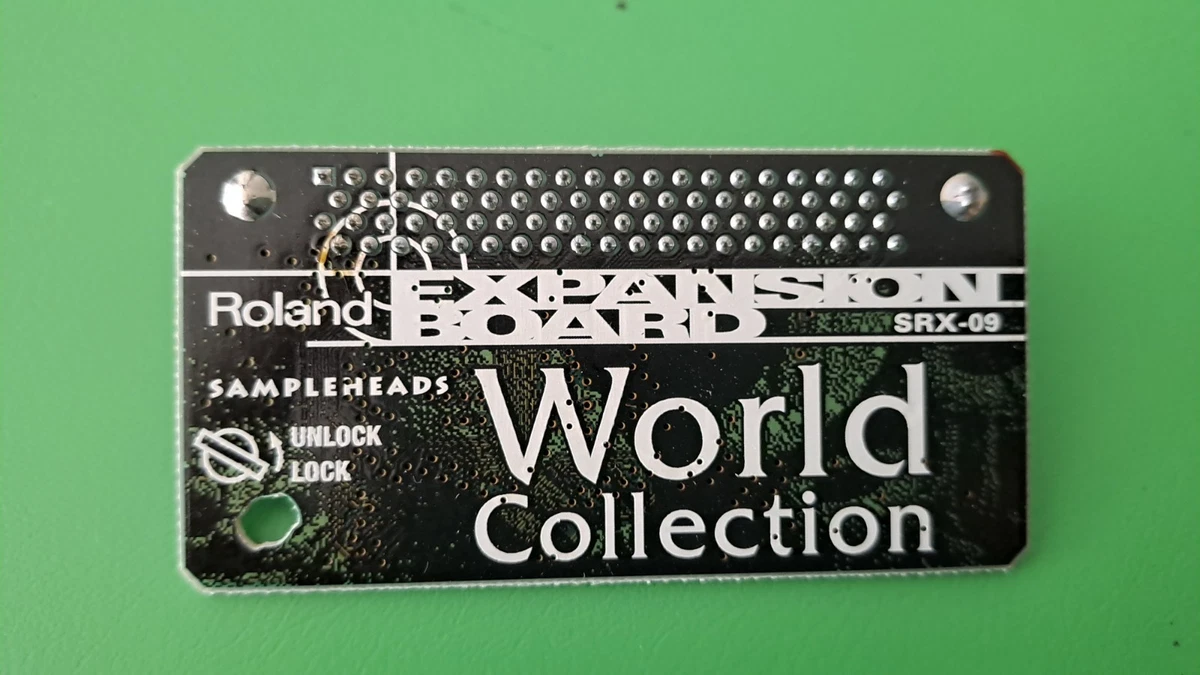 Roland EXPANSION
BOARD SRX-09
SAMPLEHEADS
UNLOCK
LOCK
World
Collection